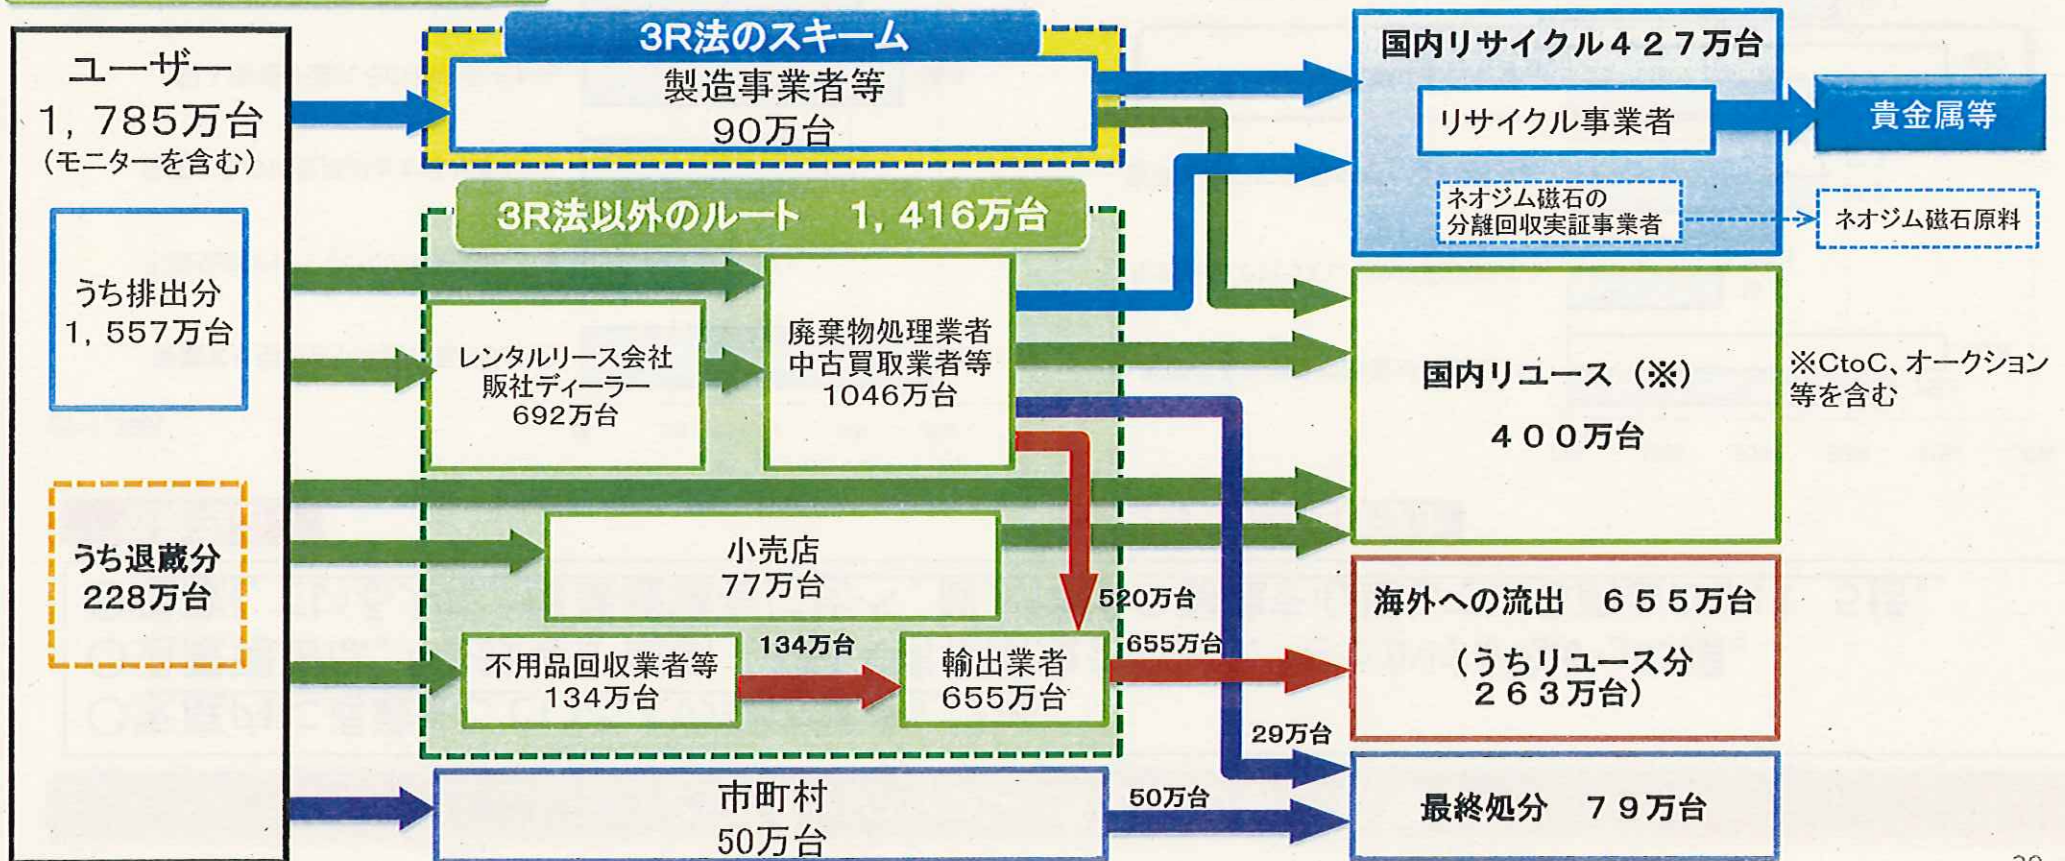 ユーザー
1,785万台
(モニターを含む)
うち排出分
1,557万台
うち退蔵分
228万台
3R法のスキーム
製造事業者等
90万台
3R法以外のルート 1,416万台
レンタルリース会社
販社ディーラー
692万台
廃棄物処理業者
中古買取業者等
1046万台
小売店
77万台
不用品回収業者等
134万台
134万台
輸出業者
655万台
520万台
655万台
29万台
市町村
50万台
50万台
国内リサイクル427万台
リサイクル事業者
貴金属等
ネオジム磁石の
分離回収実証事業者
ネオジム磁石原料
国内リユース(※)
400万台
※CtoC、オークション
等を含む
海外への流出 655万台
(うちリユース分
263万台)
最終処分 79万台